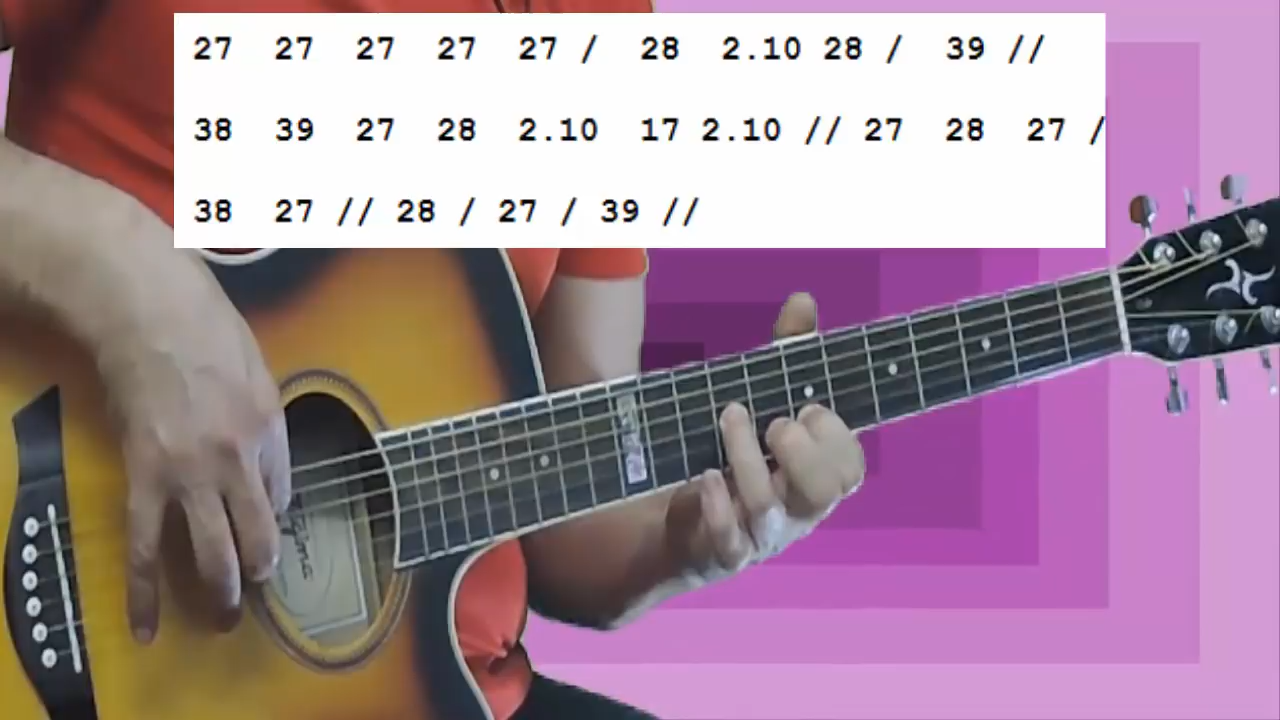 27 27 27 27 27 / 28 2.10 28 / 39 //
38 39 27 28 2.10 17 2.10 // 27 28 27 /
38 27 // 28 / 27 / 39 //